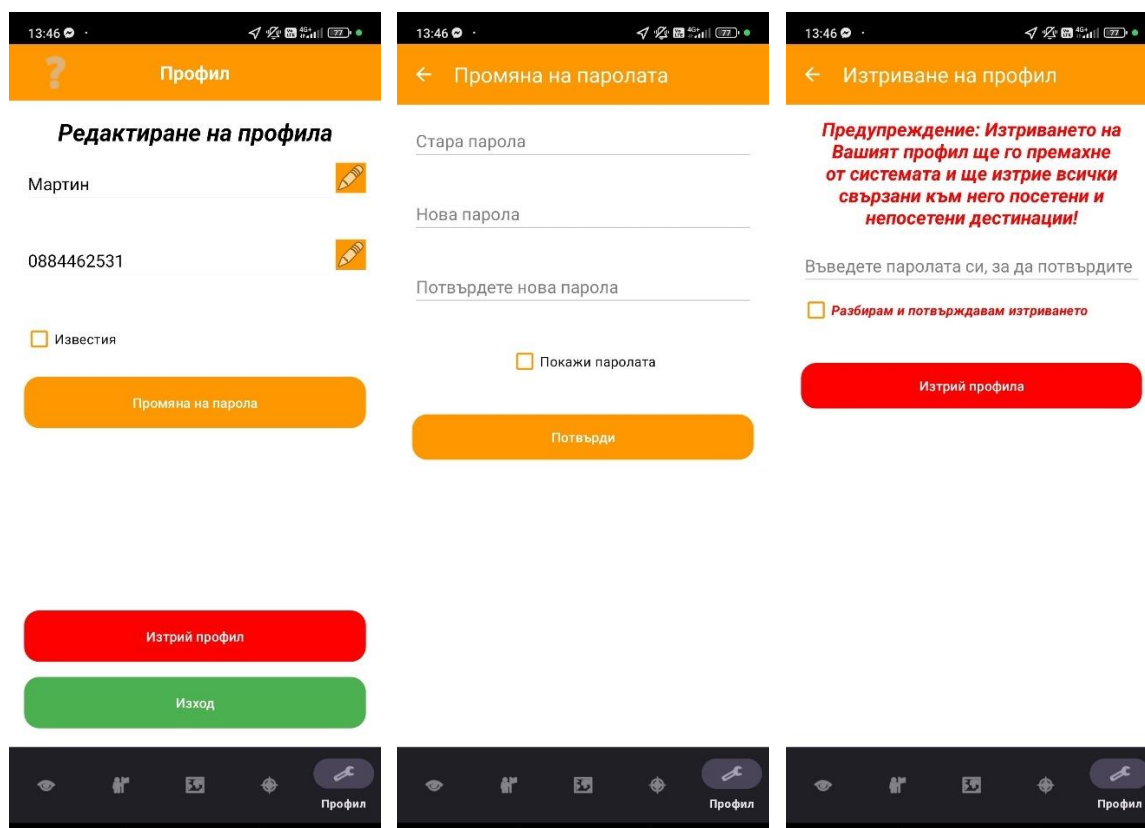 13:46
77
Профил
Редактиране на профила
Мартин
0884462531
Известия
Промяна на парола
Изтрий профил
Изход
Профил
13:46
77
Промяна на паролата
Стара парола
Нова парола
Потвърдете нова парола
Покажи паролата
Потвърди
Профил
13:46
77
Изтриване на профил
Предупреждение: Изтриването на
Вашият профил ще го премахне
от системата и ще изтрие всички
свързани към него посетени и
непосетени дестинации!
Въведете паролата си, за да потвърдите
Разбирам и потвърждавам изтриването
Изтрий профила
Профил